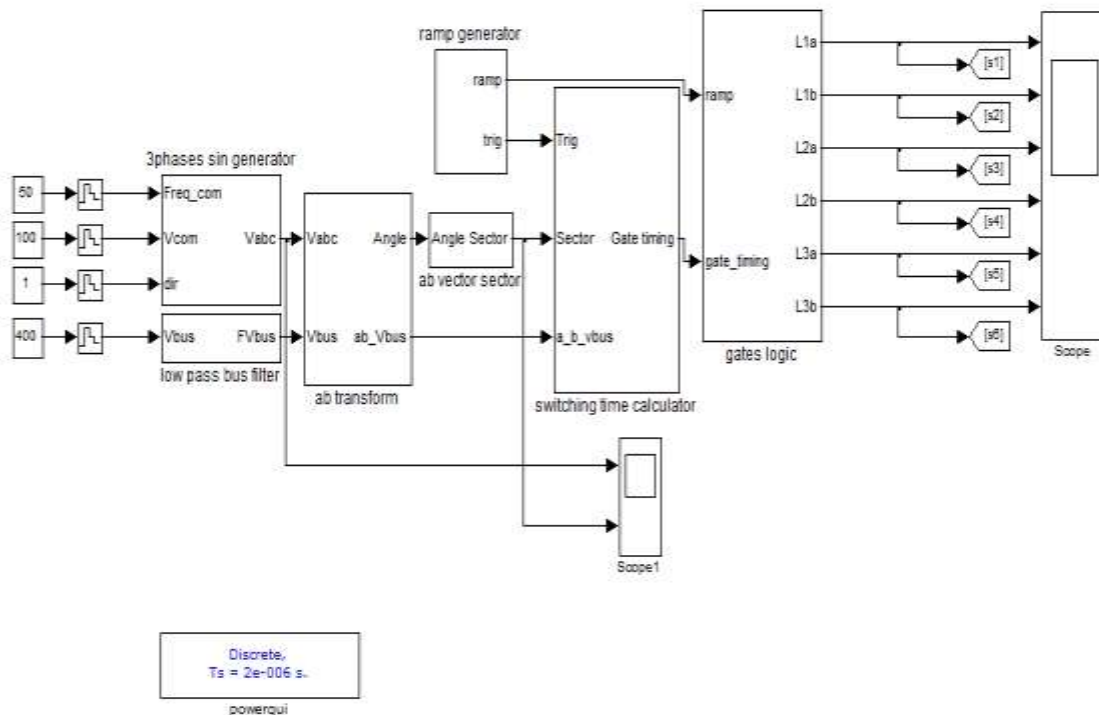 ramp generator
ramp
trig
L1a
L1b
L2a
L2b
L3a
L3b
ramp
gate_timing
gates logic
[s1]
[s2]
[s3]
[s4]
[s5]
[s6]
Scope
3phases sin generator
50
100
1
400
Freq_com
Vcom
dir
Vabc
Vbus
FVbus
low pass bus filter
Vabc
Vbus
Angle
ab_Vbus
ab transform
Angle Sector
ab vector sector
Trig
Sector
a_b_vbus
Gate timing
switching time calculator
Scope1
Discrete,
Ts = 2e-006 s.
powergui